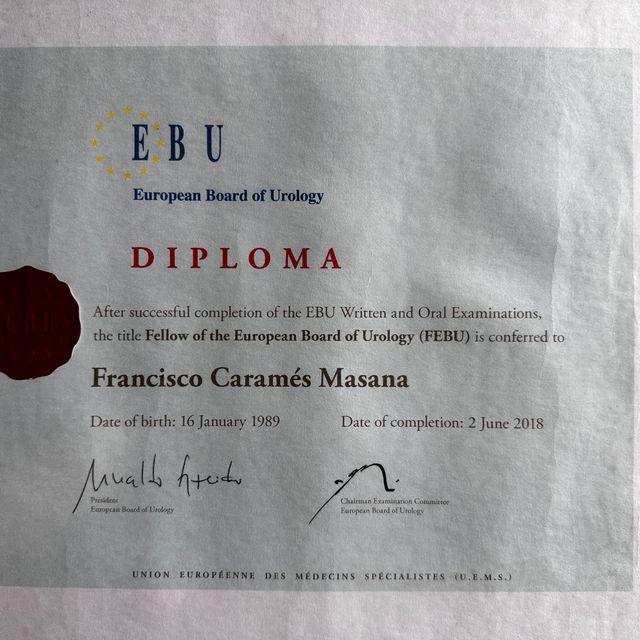 EBU
European Board of Urology
DIPLOMA
After successful completion of the EBU Written and Oral Examinations,
the title Fellow of the European Board of Urology (FEBU) is conferred to
Francisco Caramés Masana
Date of birth: 16 January 1989
Date of completion: 2 June 2018
President
European Board of Urology
Chairman Examination Committee
European Board of Urology
UNION EUROPÉENNE DES MÉDECINS SPÉCIALISTES (U.E.M.S.)